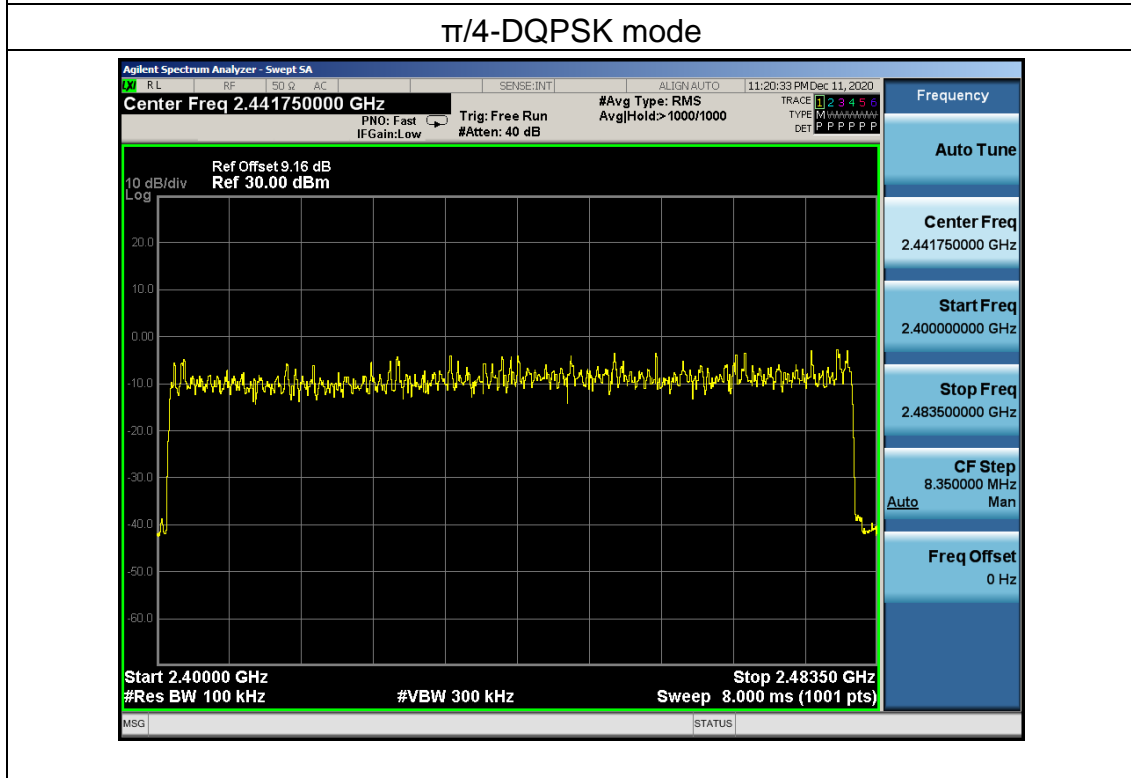 π/4-DQPSK mode
Agilent Spectrum Analyzer - Swept SA
LXI RL RF 50 Ω AC SENSE:INT ALIGN AUTO 11:20:33 PM Dec 11, 2020
Center Freq 2.441750000 GHz
PNO: Fast
IFGain:Low
Trig: Free Run
#Atten: 40 dB
#Avg Type: RMS
Avg|Hold:> 1000/1000
TRACE 1 2 3 4 5 6
TYPE M
DET P P P P P P
Ref Offset 9.16 dB
10 dB/div Ref 30.00 dBm
Log
20.0
10.0
0.00
-10.0
-20.0
-30.0
-40.0
-50.0
-60.0
Start 2.40000 GHz Stop 2.48350 GHz
#Res BW 100 kHz #VBW 300 kHz Sweep 8.000 ms (1001 pts)
MSG STATUS
Frequency
Auto Tune
Center Freq
2.441750000 GHz
Start Freq
2.400000000 GHz
Stop Freq
2.483500000 GHz
CF Step
8.350000 MHz
Auto Man
Freq Offset
0 Hz